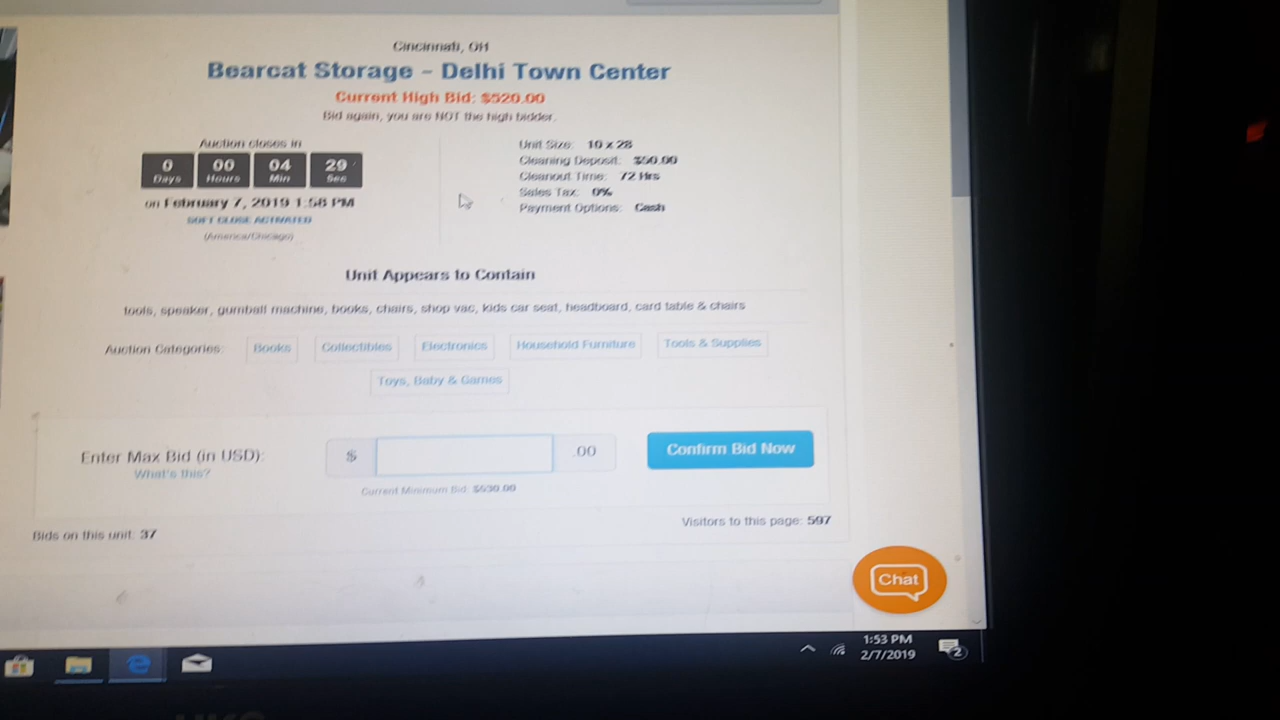 Cincinnati, OH
Bearcat Storage - Delhi Town Center
Current High Bid: $520.00
Bid again, you are NOT the high bidder.
Auction closes in
0 00 04 29
Days Hours Min Sec
on February 7, 2019 1:58 PM
SOFT CLOSE ACTIVATED
(America/Chicago)
Unit Size: 10 x 28
Cleaning Deposit: $50.00
Cleanout Time: 72 Hrs
Sales Tax: 0%
Payment Options: Cash
Unit Appears to Contain
tools, speaker, gumball machine, books, chairs, shop vac, kids car seat, headboard, card table & chairs
Auction Categories: Books Collectibles Electronics Household Furniture Tools & Supplies
Toys, Baby & Games
Enter Max Bid (in USD): $ .00 Confirm Bid Now
What's this?
Current Minimum Bid: $530.00
Bids on this unit: 37
Visitors to this page: 597
Chat
1:53 PM
2/7/2019
2